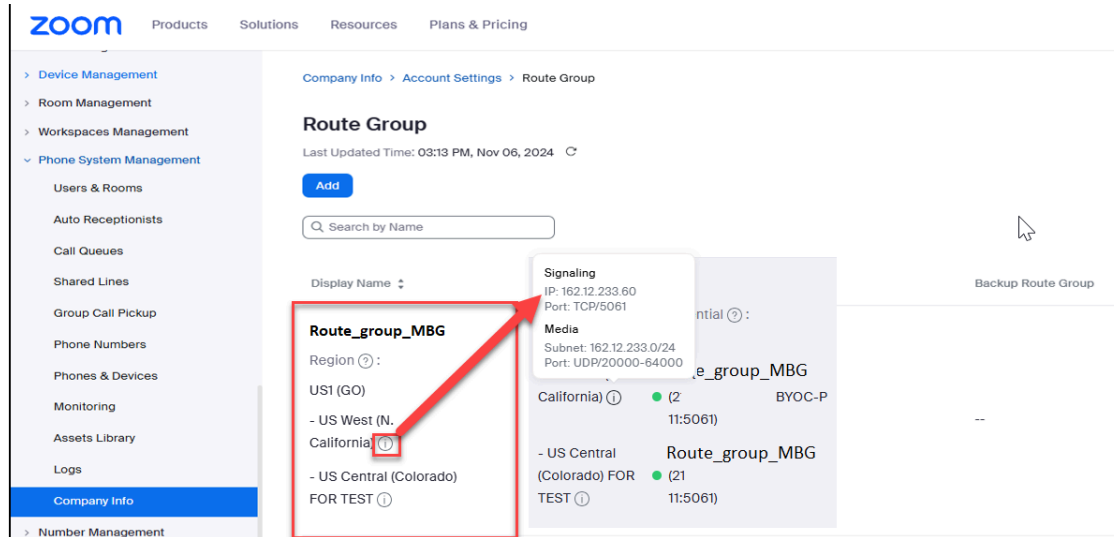 zoom Products Solutions Resources Plans & Pricing
> Device Management
> Room Management
> Workspaces Management
Phone System Management
Users & Rooms
Auto Receptionists
Call Queues
Shared Lines
Group Call Pickup
Phone Numbers
Phones & Devices
Monitoring
Assets Library
Logs
Company Info
> Number Management
Company Info > Account Settings > Route Group
Route Group
Last Updated Time: 03:13 PM, Nov 06, 2024
Add
Search by Name
Display Name
Backup Route Group
Route_group_MBG
Region ? :
US1 (GO)
- US West (N.
California)
- US Central (Colorado)
FOR TEST
Signaling
IP: 162.12.233.60
Port: TCP/5061
Media
Subnet: 162.12.233.0/24
Port: UDP/20000-64000
ntial ? :
e_group_MBG
California) (2 BYOC-P
11:5061)
- US Central Route_group_MBG
(Colorado) FOR (21
TEST 11:5061)
--